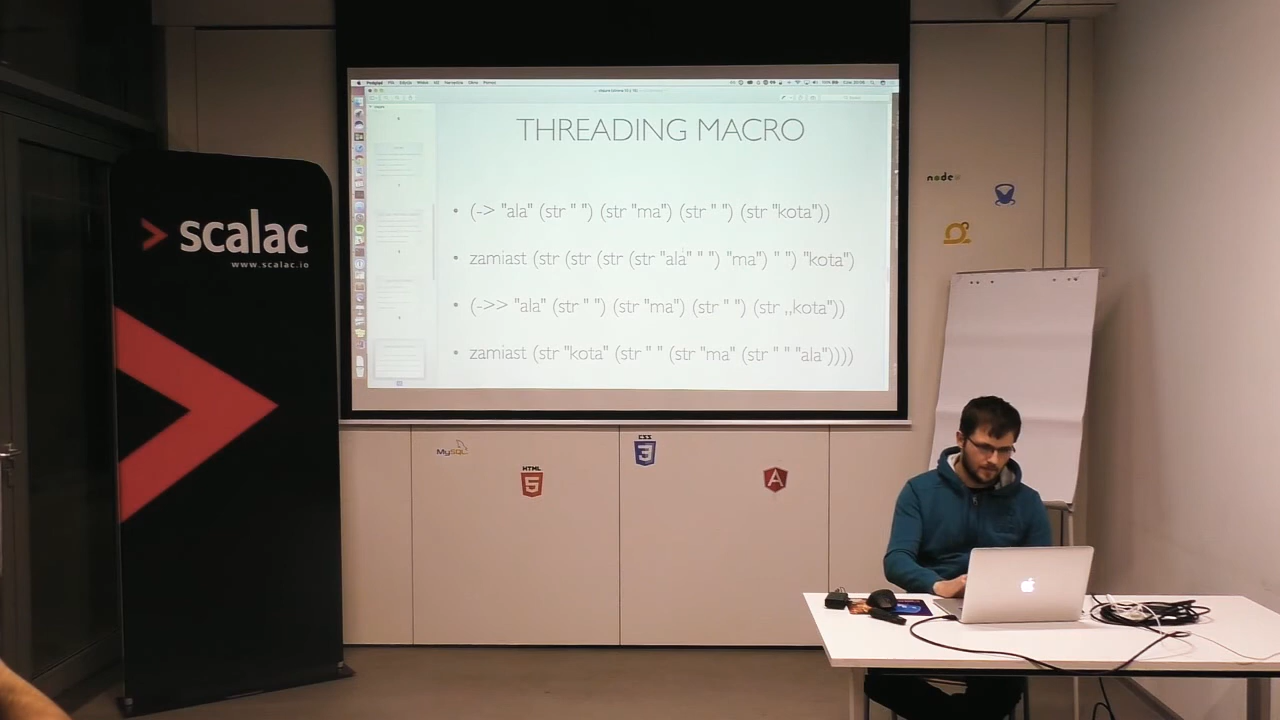 THREADING MACRO
• (-> "ala" (str " ") (str "ma") (str " ") (str "kota"))
• zamiast (str (str (str (str "ala" " ") "ma") " ") "kota")
• (->> "ala" (str " ") (str "ma") (str " ") (str „kota"))
• zamiast (str "kota" (str " " (str "ma" (str " " "ala"))))
scalac
www.scalac.io
node
MySQL
HTML
5
CSS
3
A